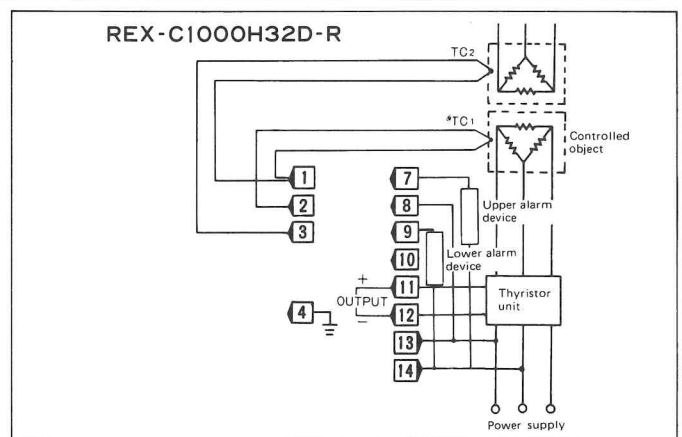 REX-C1000H32D-R
TC2
*TC1
Controlled
object
1
2
3
4
7
8
9
10
11
12
13
14
Upper alarm
device
Lower alarm
device
+
OUTPUT
−
Thyristor
unit
Power supply